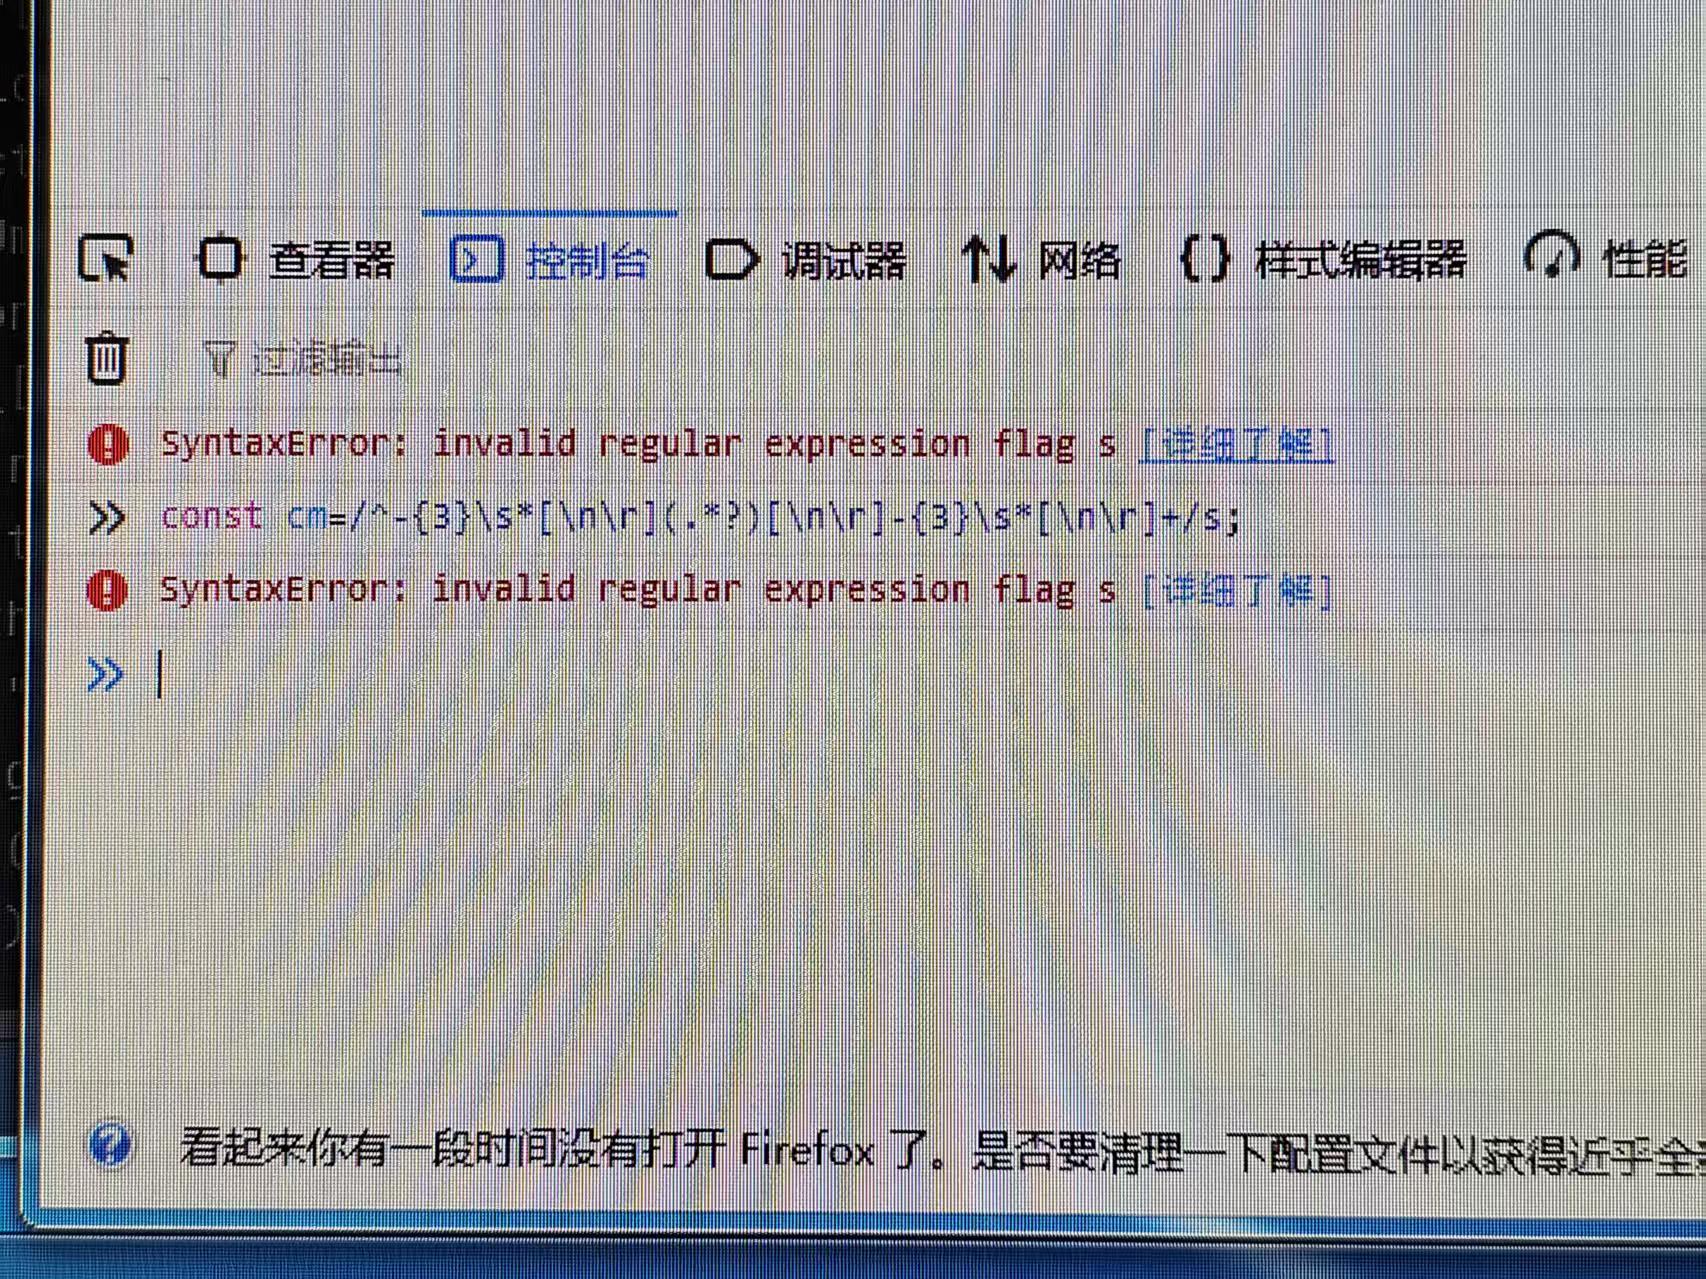 查看器 控制台 调试器 网络 {} 样式编辑器 性能
过滤输出
SyntaxError: invalid regular expression flag s [详细了解]
» const cm=/^-{3}\s*[\n\r](.*?)[\n\r]-{3}\s*[\n\r]+/s;
SyntaxError: invalid regular expression flag s [详细了解]
»
看起来你有一段时间没有打开 Firefox 了。是否要清理一下配置文件以获得近乎全